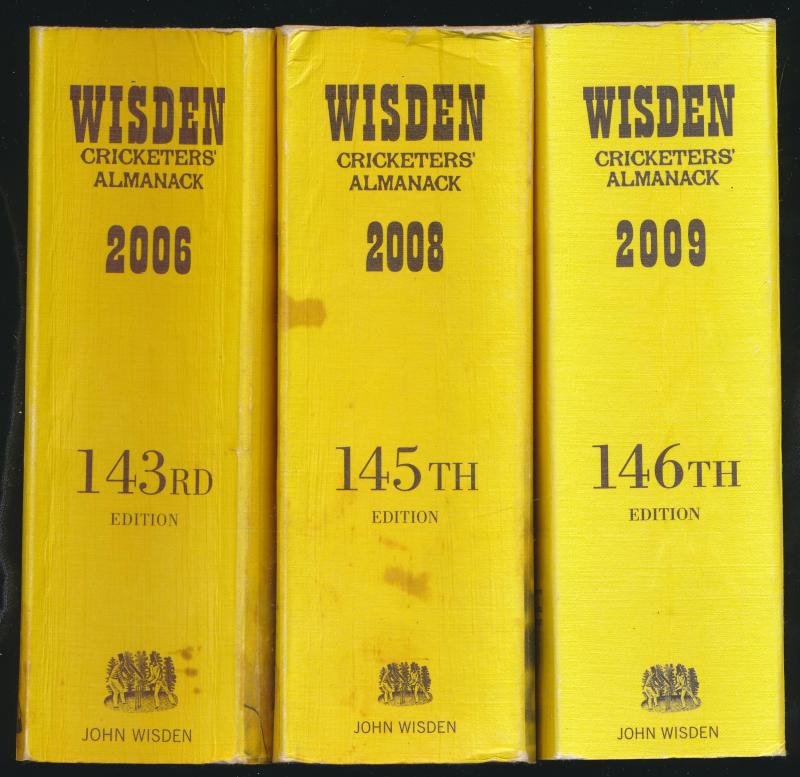 WISDEN
CRICKETERS'
ALMANACK
2006
143RD
EDITION
JOHN WISDEN
WISDEN
CRICKETERS'
ALMANACK
2008
145TH
EDITION
JOHN WISDEN
WISDEN
CRICKETERS'
ALMANACK
2009
146TH
EDITION
JOHN WISDEN